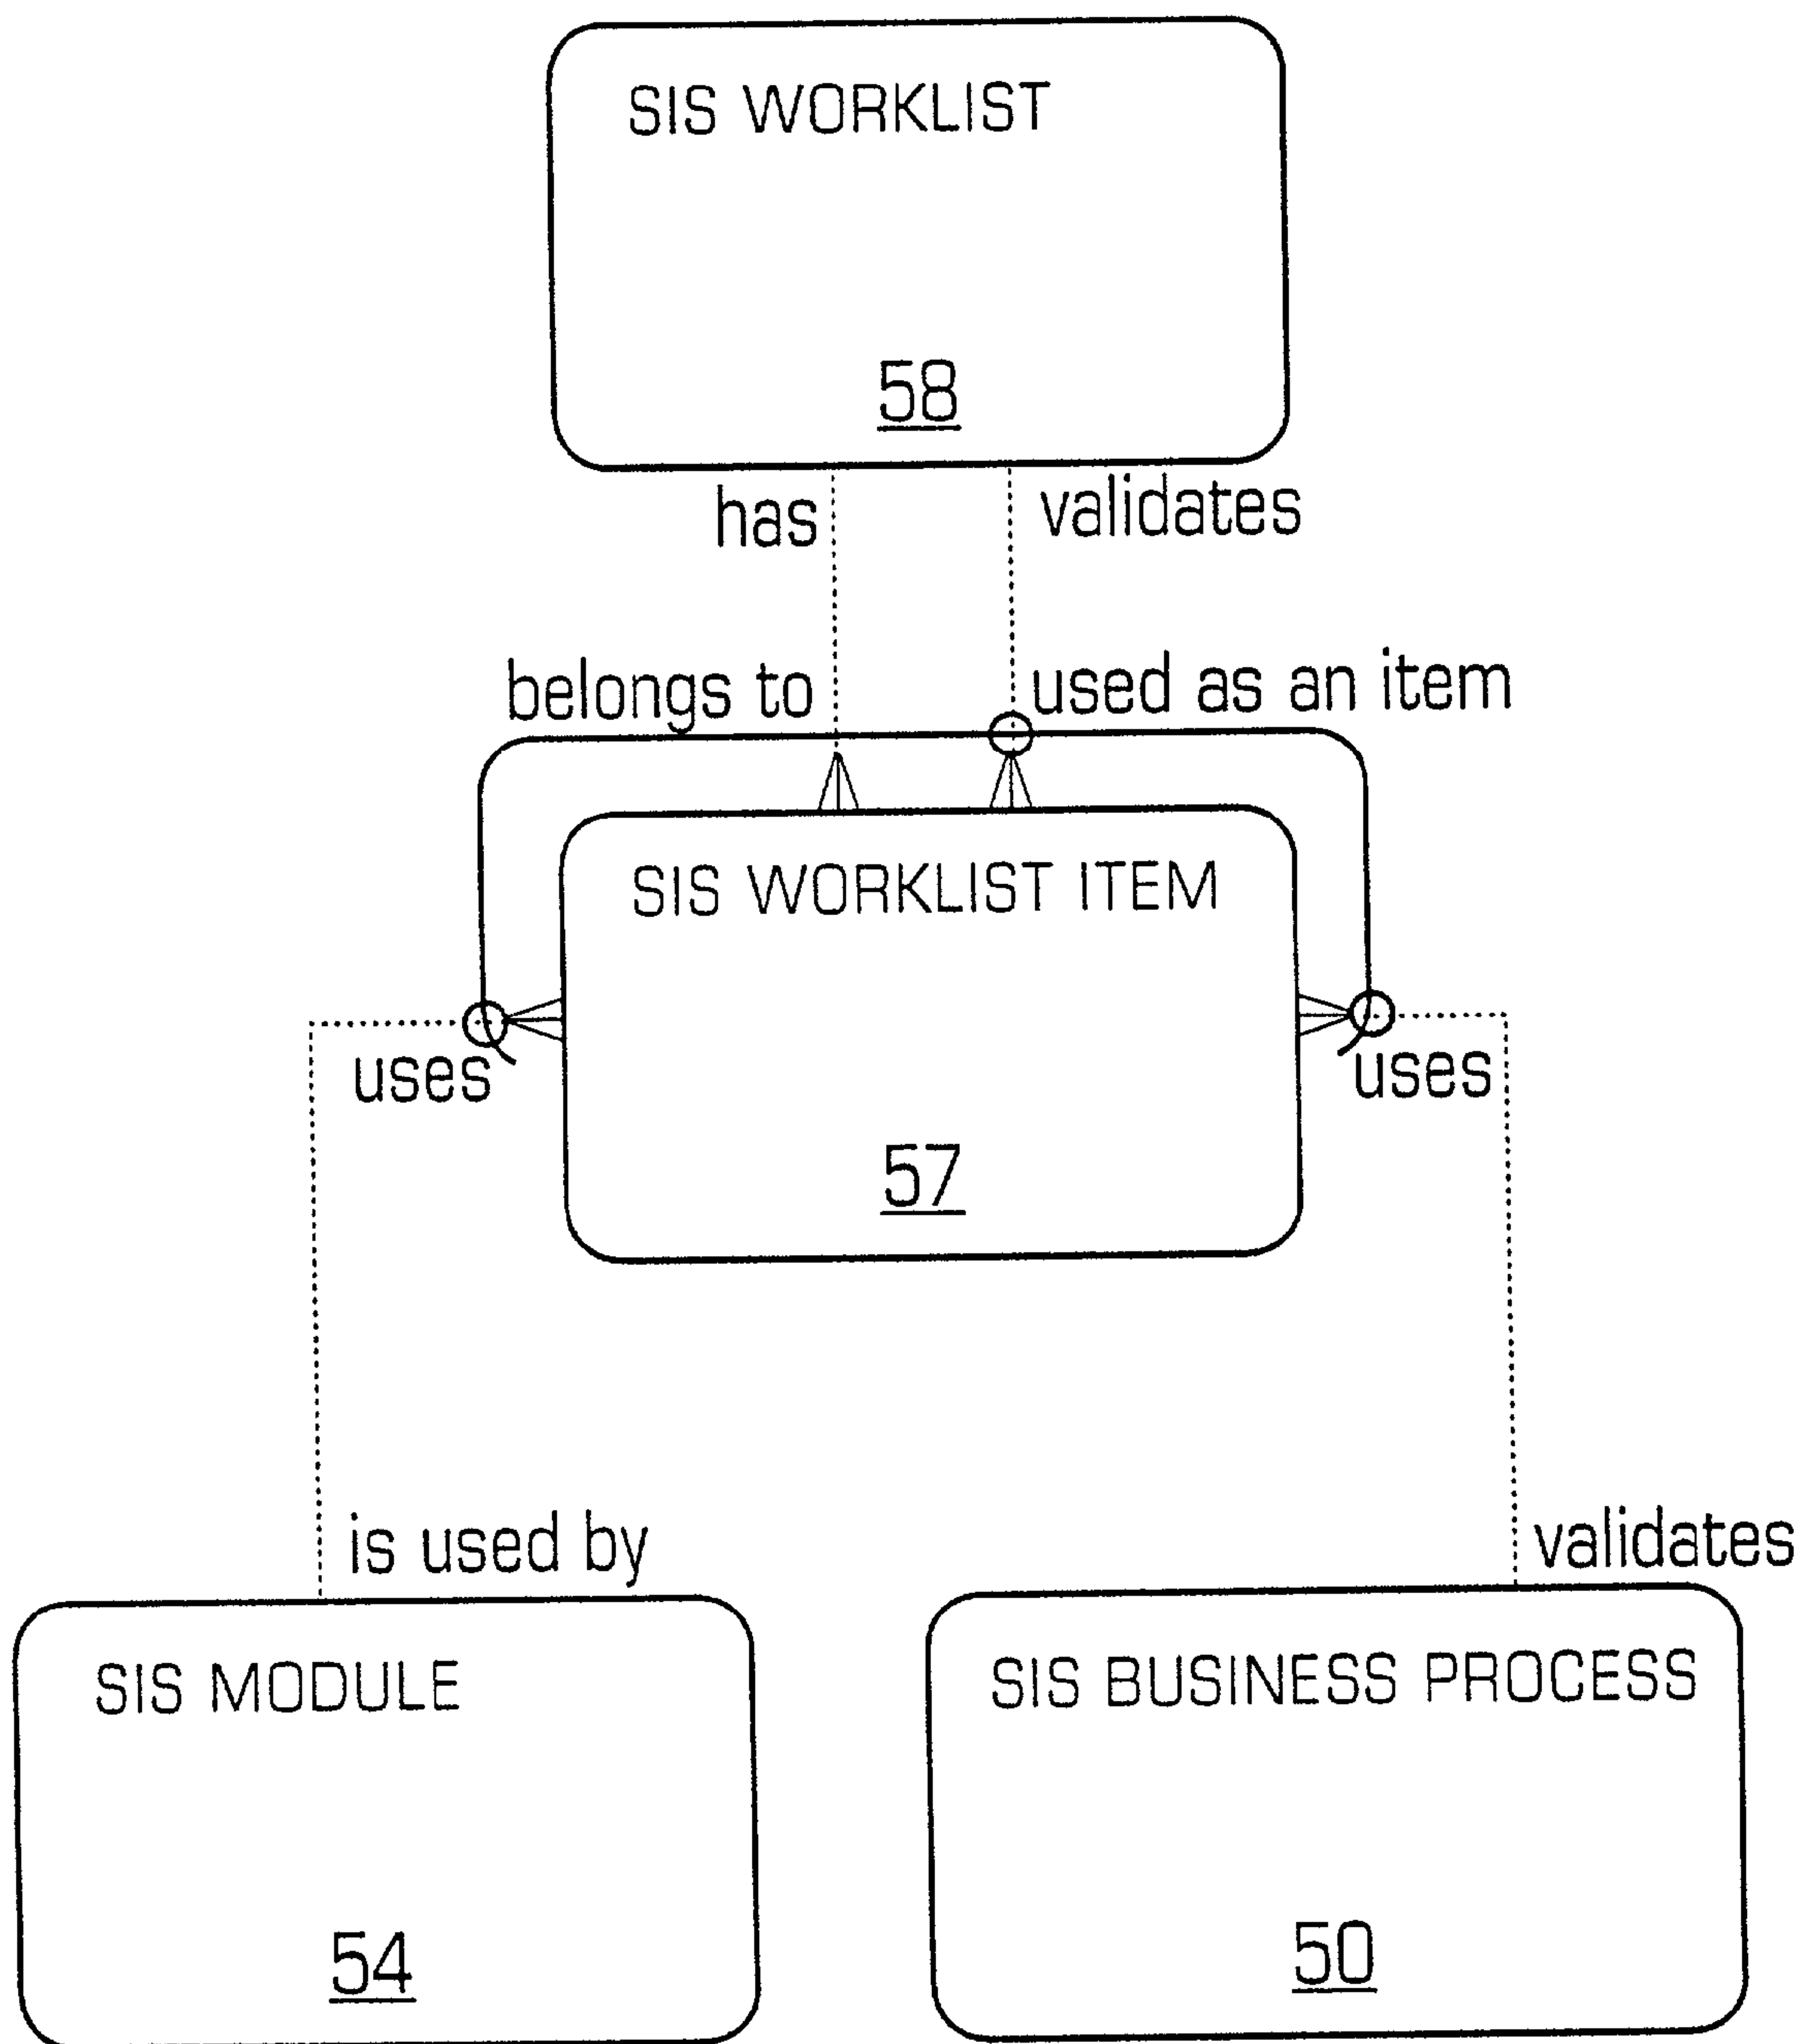 SIS WORKLIST
58
has
validates
belongs to
used as an item
SIS WORKLIST ITEM
uses
uses
57
is used by
validates
SIS MODULE
SIS BUSINESS PROCESS
54
50